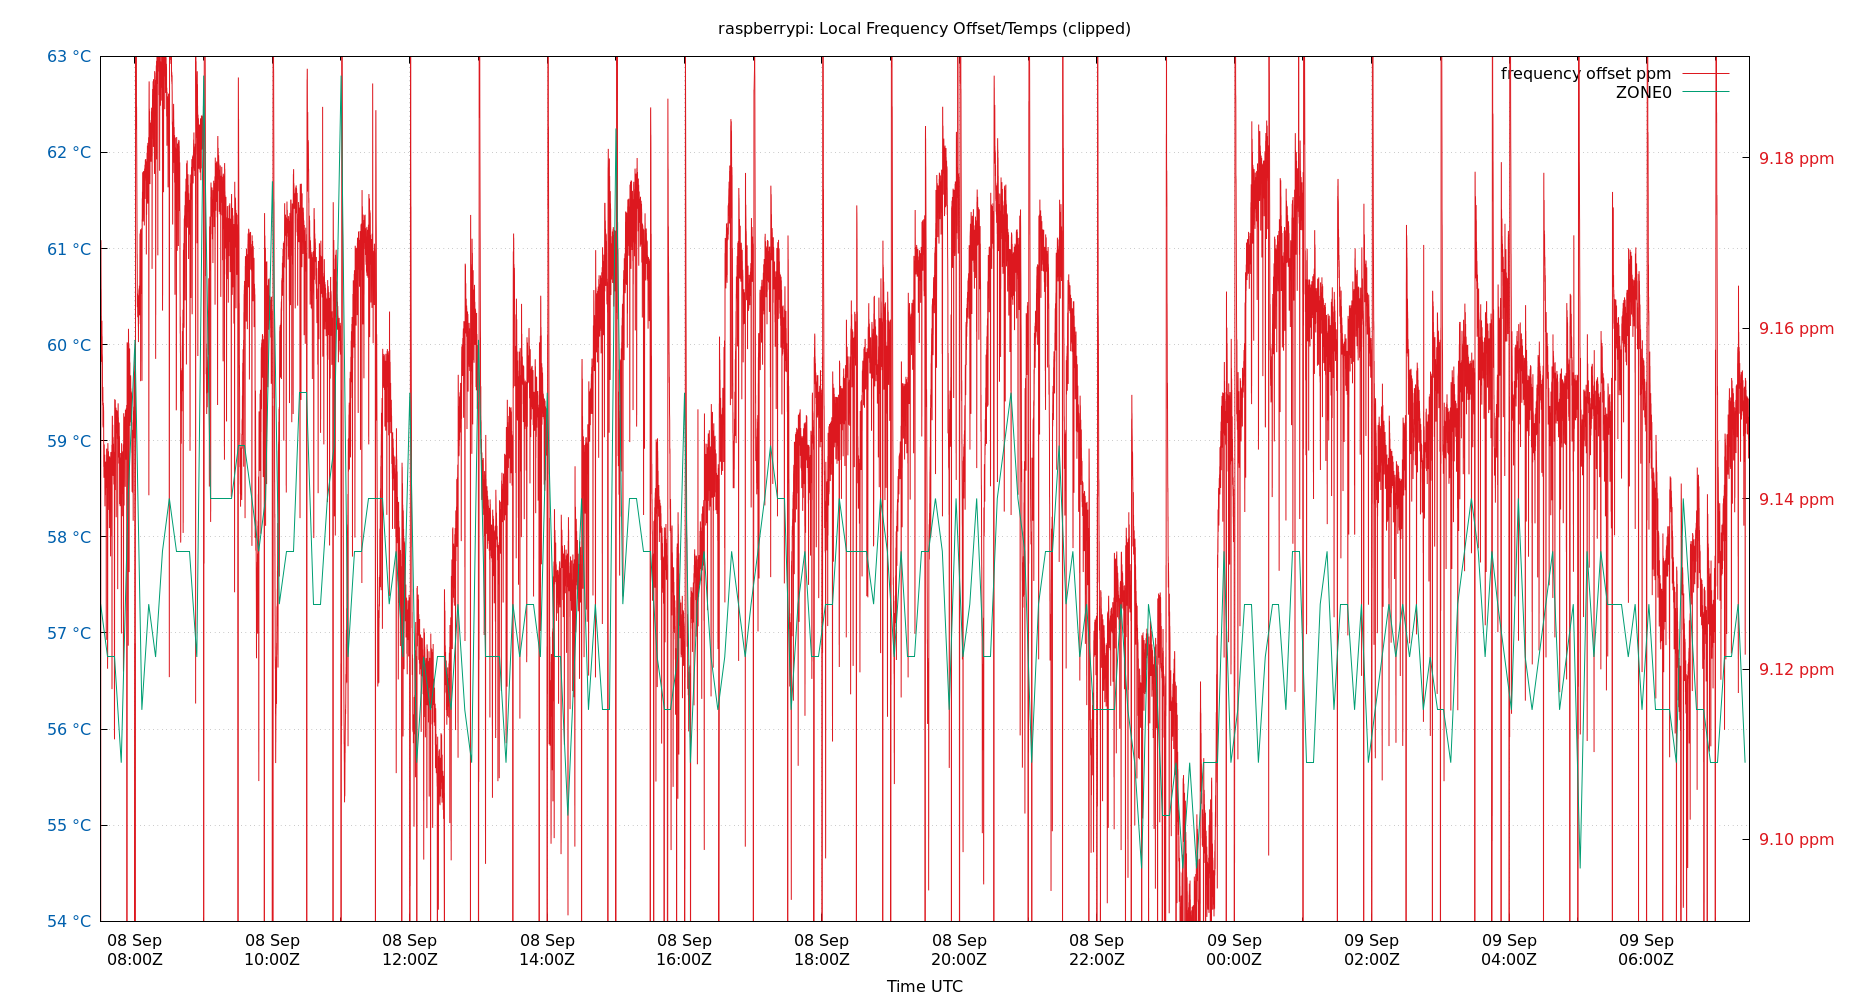 raspberrypi: Local Frequency Offset/Temps (clipped)
63 °C
62 °C
61 °C
60 °C
59 °C
58 °C
57 °C
56 °C
55 °C
54 °C
frequency offset ppm
ZONE0
9.18 ppm
9.16 ppm
9.14 ppm
9.12 ppm
9.10 ppm
08 Sep
08:00Z
08 Sep
10:00Z
08 Sep
12:00Z
08 Sep
14:00Z
08 Sep
16:00Z
08 Sep
18:00Z
08 Sep
20:00Z
08 Sep
22:00Z
09 Sep
00:00Z
09 Sep
02:00Z
09 Sep
04:00Z
09 Sep
06:00Z
Time UTC